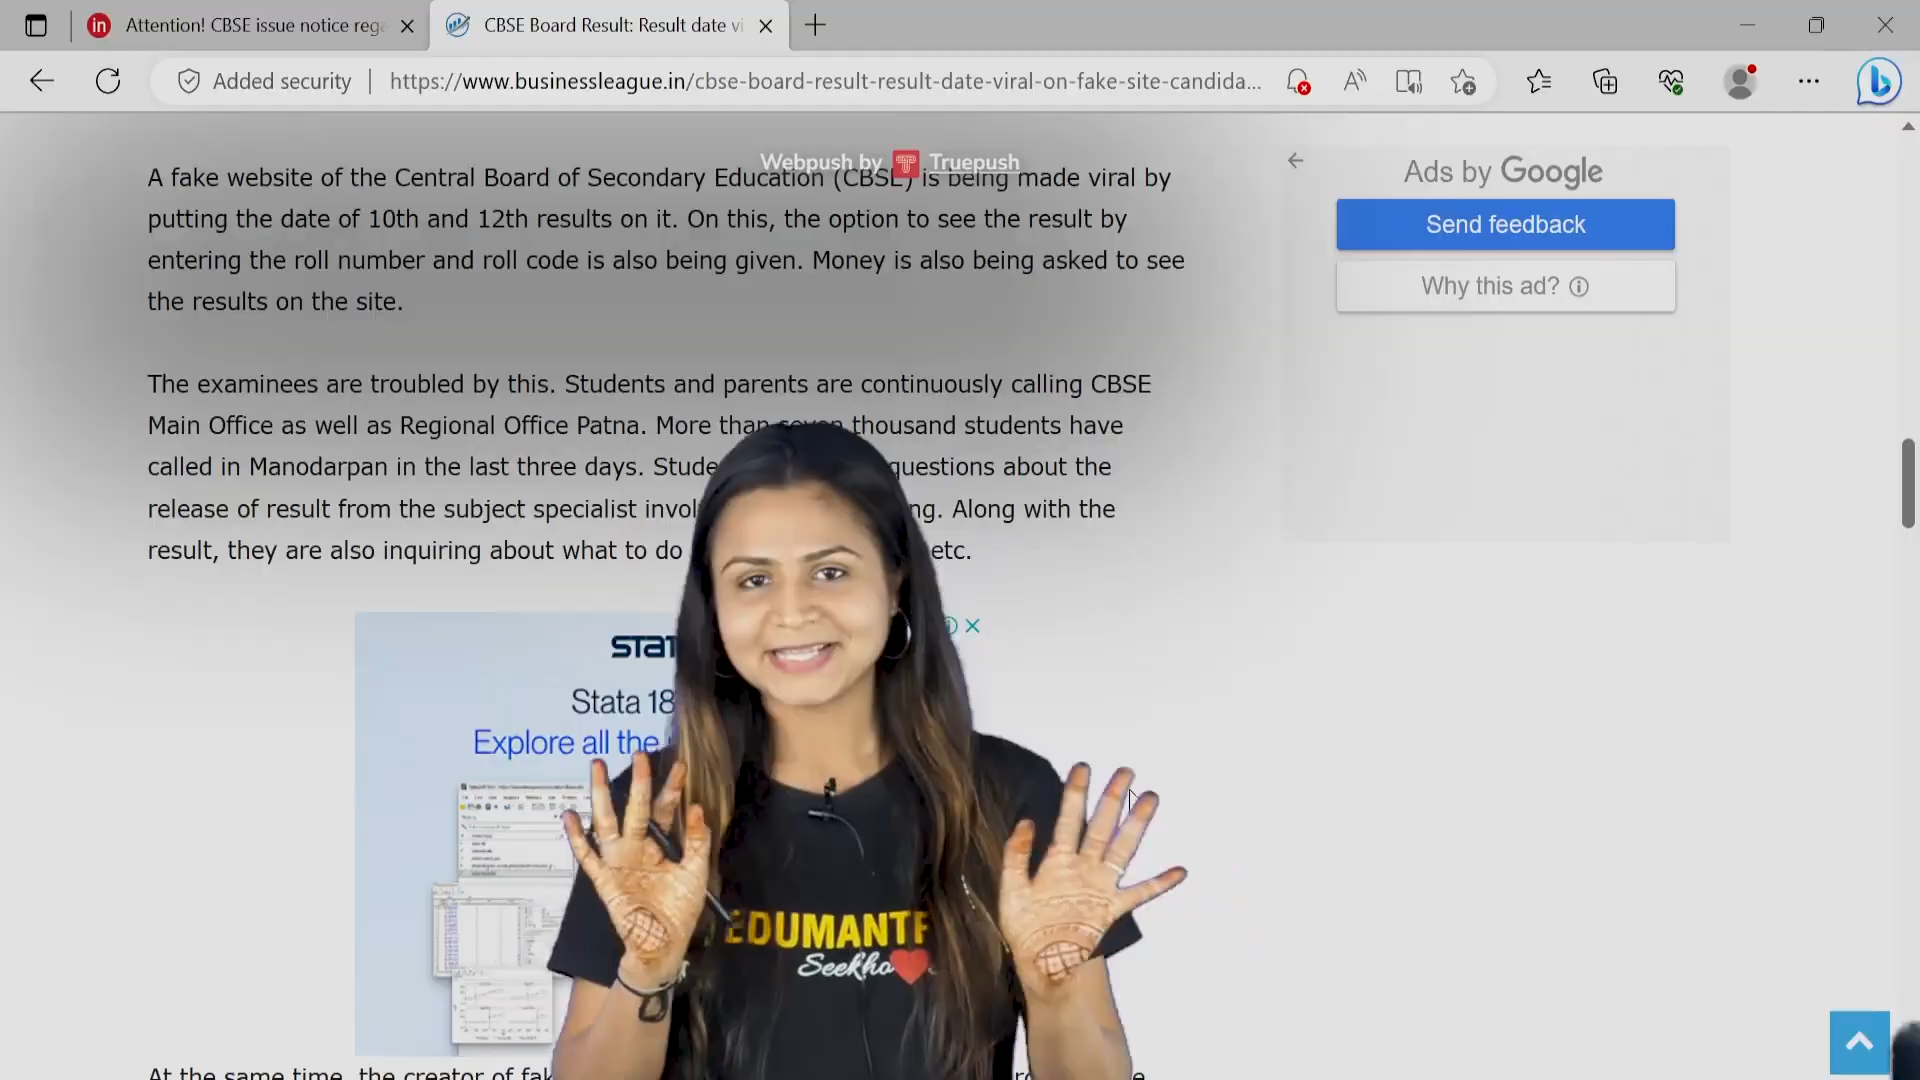 Attention! CBSE issue notice rega
CBSE Board Result: Result date vi
Added security
https://www.businessleague.in/cbse-board-result-result-date-viral-on-fake-site-candida...
Webpush by Truepush
A fake website of the Central Board of Secondary Education (CBSE) is being made viral by
putting the date of 10th and 12th results on it. On this, the option to see the result by
entering the roll number and roll code is also being given. Money is also being asked to see
the results on the site.
The examinees are troubled by this. Students and parents are continuously calling CBSE
Main Office as well as Regional Office Patna. More than seven thousand students have
called in Manodarpan in the last three days. Stude questions about the
release of result from the subject specialist invol ng. Along with the
result, they are also inquiring about what to do etc.
Ads by Google
Send feedback
Why this ad?
Stata 18
Explore all the
EDUMANTR
Seekho
At the same time, the creator of fak